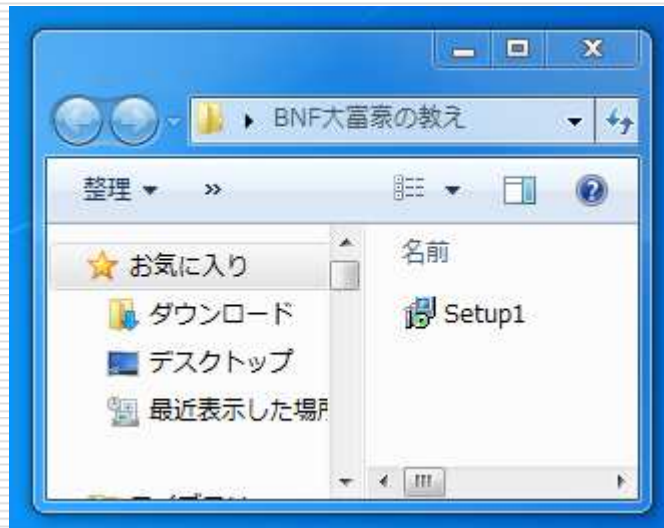 BNF大富豪の教え
整理 »
名前
お気に入り
Setup1
ダウンロード
デスクトップ
最近表示した場所